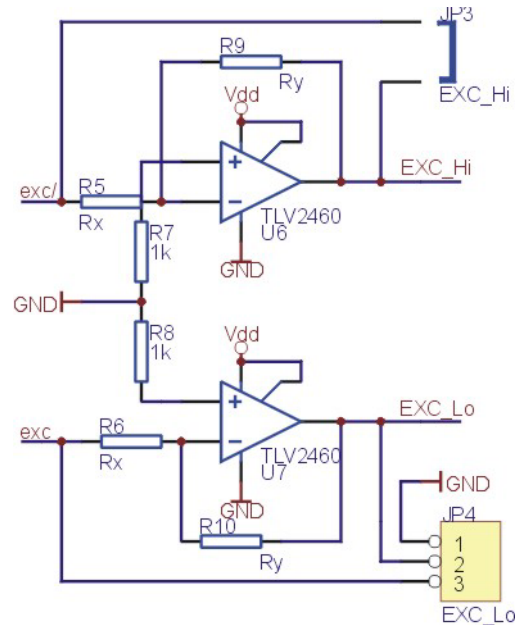 JP3
R9
Ry
EXC_Hi
Vdd
EXC_Hi
exc/
R5
Rx
+
−
TLV2460
U6
R7
1k
GND
GND
R8
1k
Vdd
+
−
EXC_Lo
exc
R6
Rx
TLV2460
U7
GND
GND
R10
Ry
JP4
1
2
3
EXC_Lo